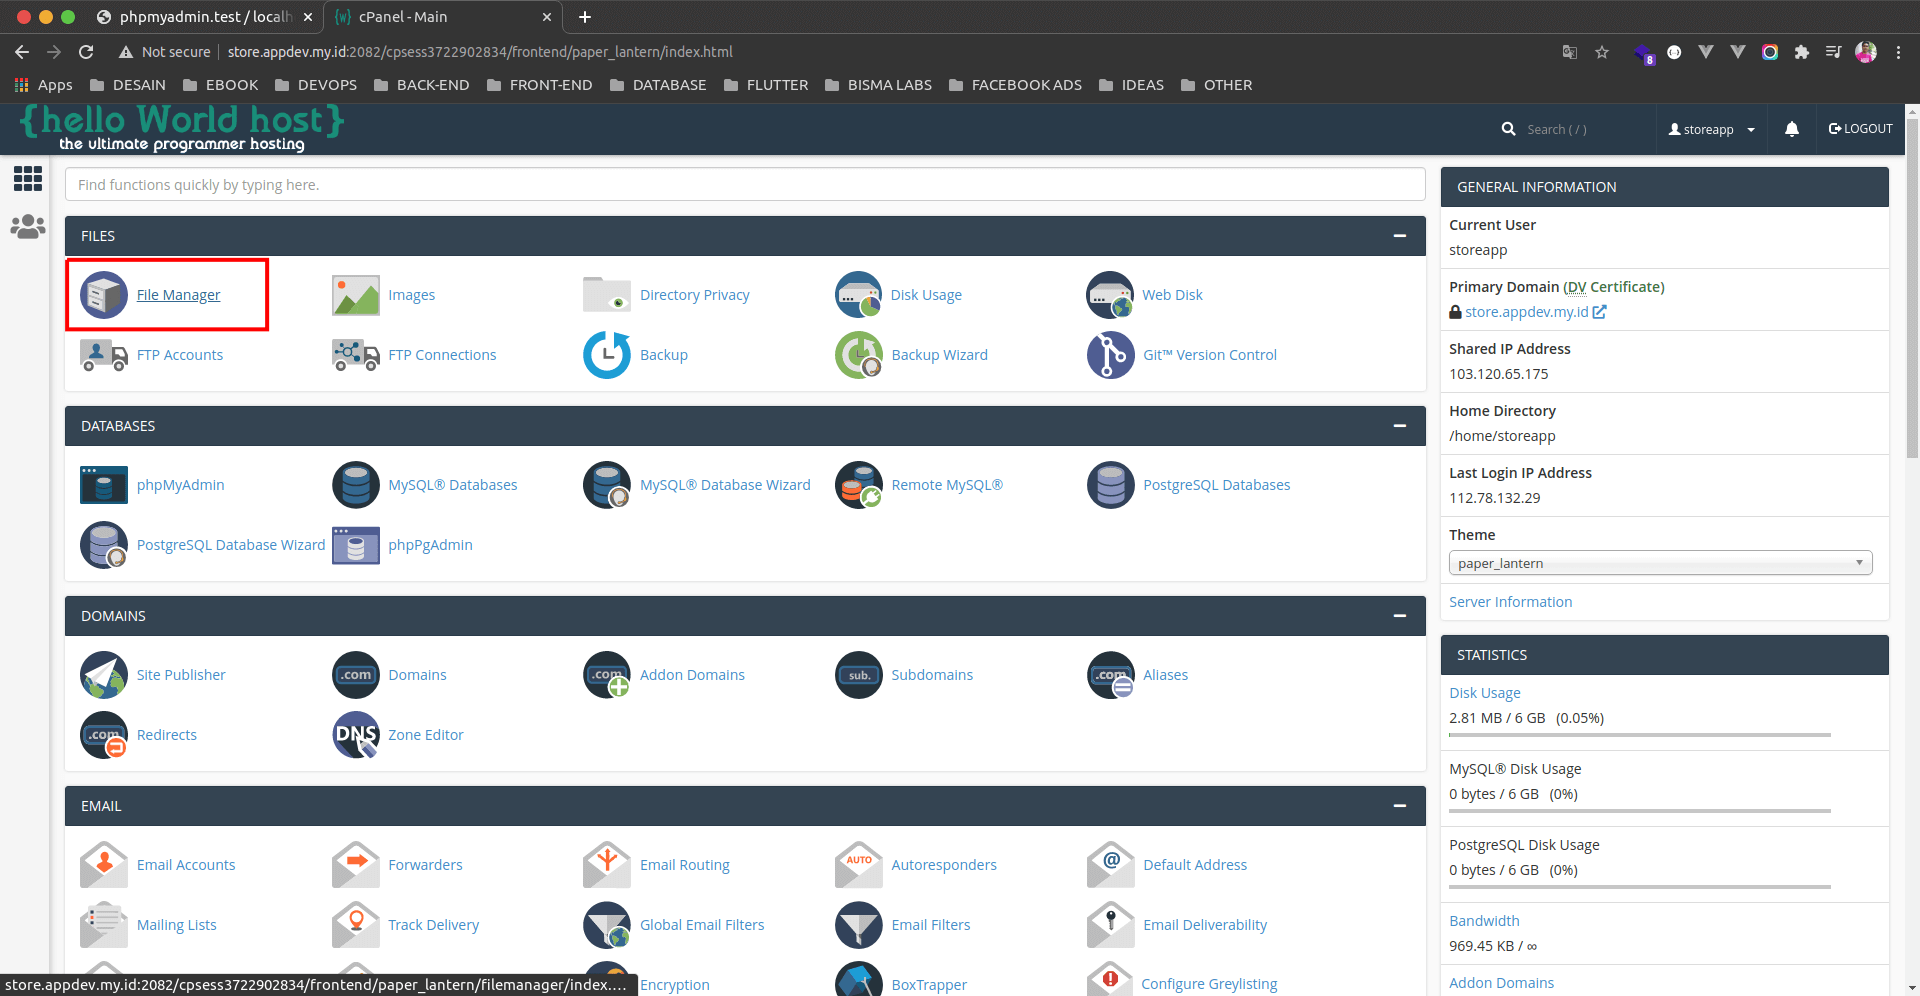 phpmyadmin.test / localh
cPanel - Main
Not secure
store.appdev.my.id:2082/cpsess3722902834/frontend/paper_lantern/index.html
8
Apps
DESAIN
EBOOK
DEVOPS
BACK-END
FRONT-END
DATABASE
FLUTTER
BISMA LABS
FACEBOOK ADS
IDEAS
OTHER
{hello World host}
the ultimate programmer hosting
Search ( / )
storeapp
LOGOUT
Find functions quickly by typing here.
FILES
File Manager
Images
Directory Privacy
Disk Usage
Web Disk
FTP Accounts
FTP Connections
Backup
Backup Wizard
Git™ Version Control
DATABASES
phpMyAdmin
MySQL® Databases
MySQL® Database Wizard
Remote MySQL®
PostgreSQL Databases
PostgreSQL Database Wizard
phpPgAdmin
DOMAINS
Site Publisher
.com
Domains
.com
Addon Domains
sub.
Subdomains
.com
Aliases
.com
Redirects
DNS
Zone Editor
EMAIL
Email Accounts
Forwarders
Email Routing
AUTO
Autoresponders
@
Default Address
Mailing Lists
Track Delivery
Global Email Filters
Email Filters
Email Deliverability
Encryption
BoxTrapper
Configure Greylisting
store.appdev.my.id:2082/cpsess3722902834/frontend/paper_lantern/filemanager/index....
GENERAL INFORMATION
Current User
storeapp
Primary Domain (DV Certificate)
store.appdev.my.id
Shared IP Address
103.120.65.175
Home Directory
/home/storeapp
Last Login IP Address
112.78.132.29
Theme
paper_lantern
Server Information
STATISTICS
Disk Usage
2.81 MB / 6 GB (0.05%)
MySQL® Disk Usage
0 bytes / 6 GB (0%)
PostgreSQL Disk Usage
0 bytes / 6 GB (0%)
Bandwidth
969.45 KB / ∞
Addon Domains